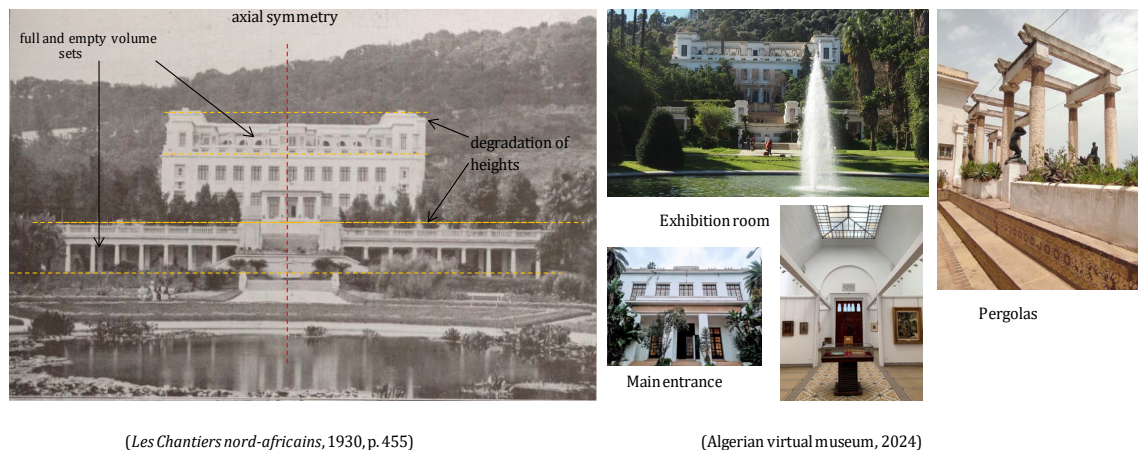 axial symmetry
full and empty volume
sets
degradation of
heights
Exhibition room
Main entrance
Pergolas
(Les Chantiers nord-africains, 1930, p. 455)
(Algerian virtual museum, 2024)